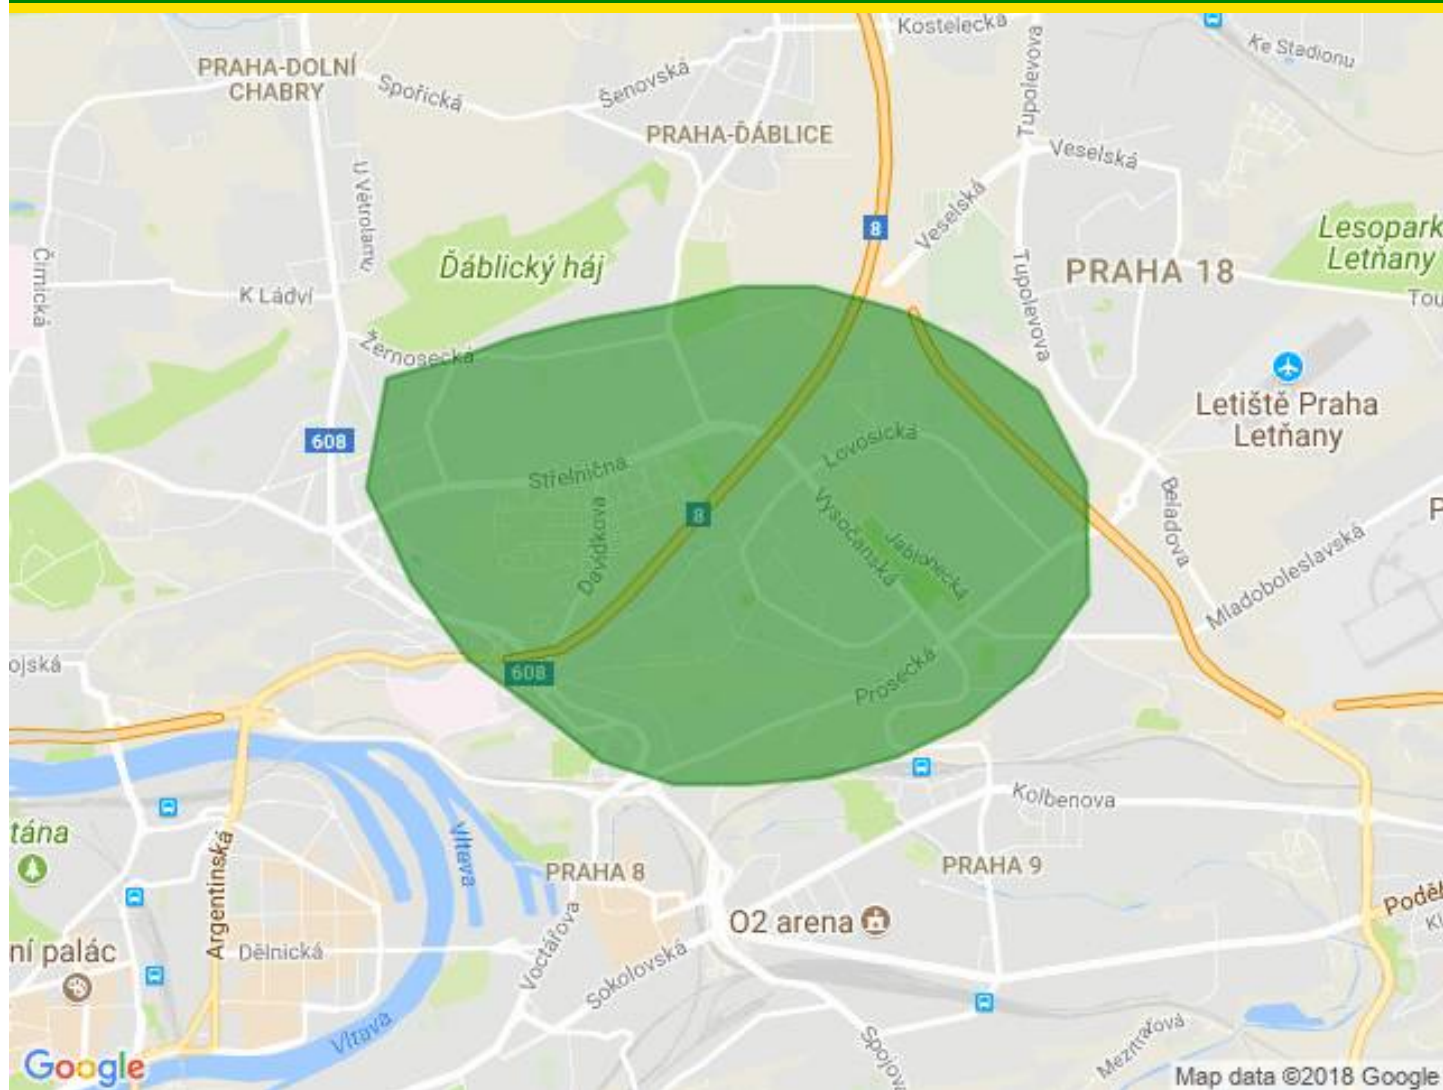 Kostelecká
Ke Stadionu
PRAHA-DOLNÍ
CHABRY
Spořická
Šenovská
Tupolevova
PRAHA-ĎÁBLICE
Veselská
U Větrolamu
Veselská
8
Lesopark
Letňany
Čimická
Ďáblický háj
PRAHA 18
K Ládví
Tupolevova
Tou
Žernosecká
Letiště Praha
Letňany
608
Lovosická
Střelničná
8
Vysočanská
Beladova
P
Davídkova
Jablonecká
Mladoboleslavská
ojská
608
Prosecká
Kolbenova
tána
Argentinská
Vltava
PRAHA 8
PRAHA 9
Poděb
Kl
O2 arena
ní palác
Dělnická
Voctářova
Sokolovská
Vltava
Spojov
Google
Map data ©2018 Google